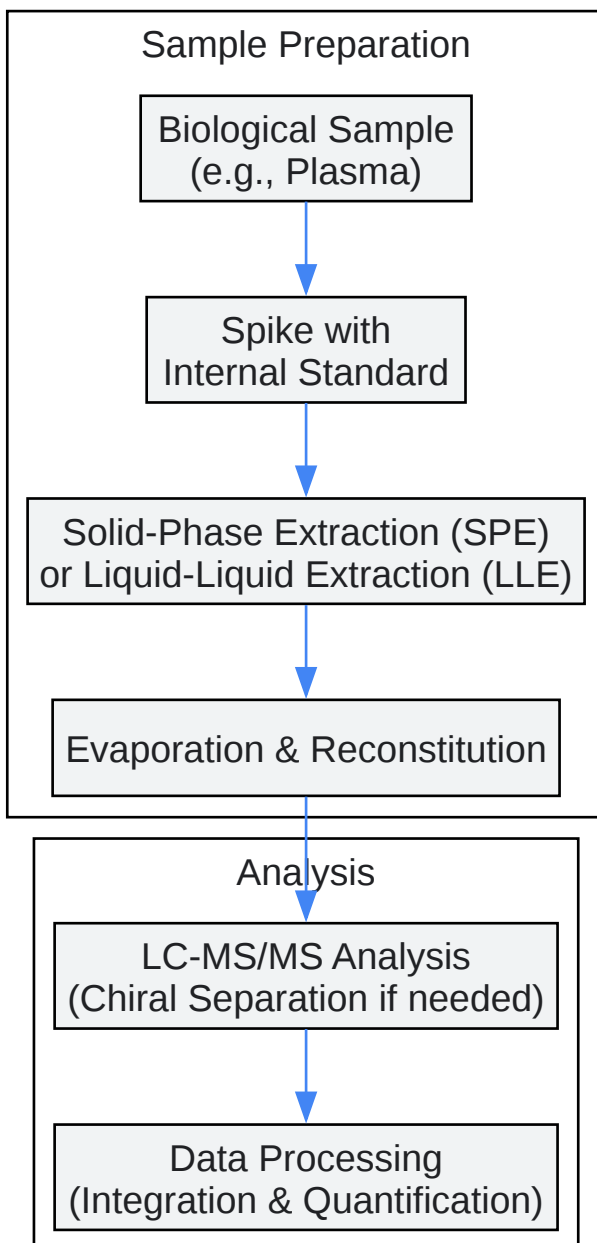 Sample Preparation
Biological Sample
(e.g., Plasma)
Spike with
Internal Standard
Solid-Phase Extraction (SPE)
or Liquid-Liquid Extraction (LLE)
Evaporation & Reconstitution
Analysis
LC-MS/MS Analysis
(Chiral Separation if needed)
Data Processing
(Integration & Quantification)